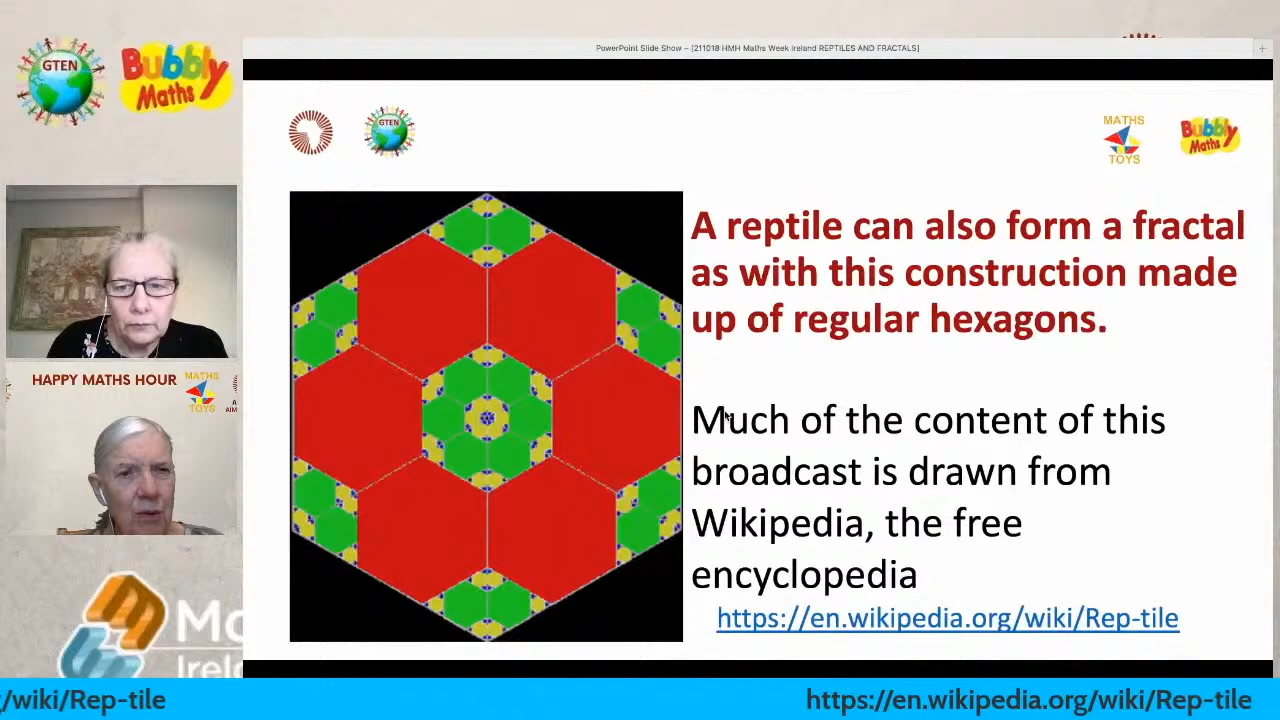 PowerPoint Slide Show – [211018 HMH Maths Week Ireland REPTILES AND FRACTALS]
GTEN
Bubbly
Maths
GTEN
MATHS
TOYS
Bubbly
Maths
A reptile can also form a fractal
as with this construction made
up of regular hexagons.
Much of the content of this
broadcast is drawn from
Wikipedia, the free
encyclopedia
https://en.wikipedia.org/wiki/Rep-tile
HAPPY MATHS HOUR
MATHS
TOYS
A
AIM
Ma
Irela
/wiki/Rep-tile
https://en.wikipedia.org/wiki/Rep-tile